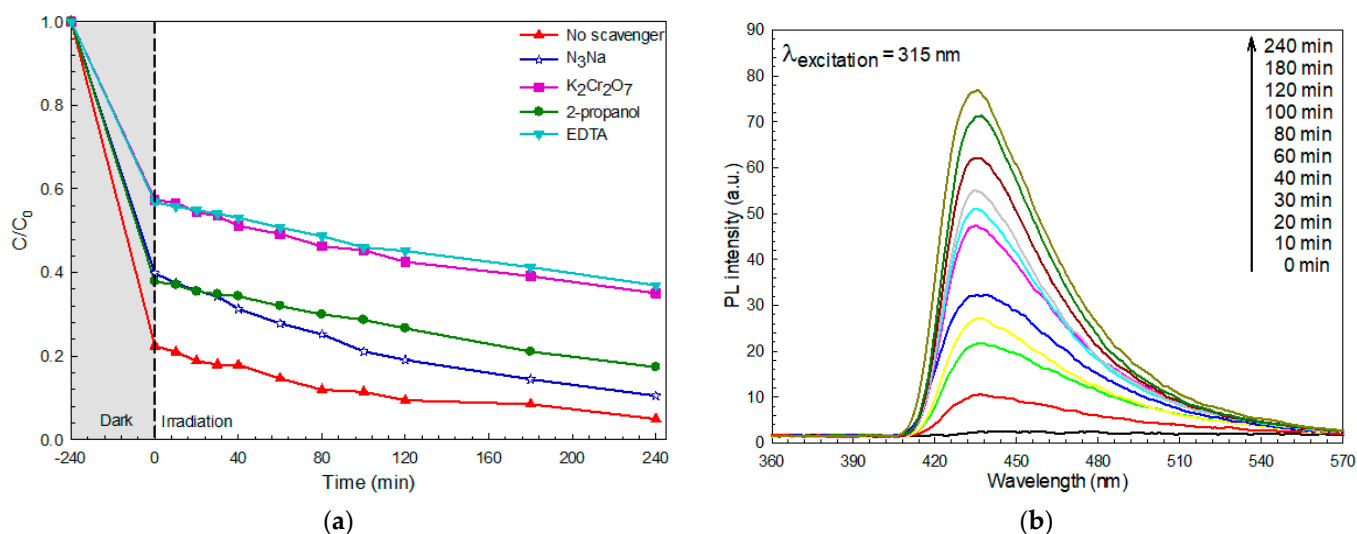 1.0
0.8
0.6
0.4
0.2
0.0
C/C₀
No scavenger
N₃Na
K₂Cr₂O₇
2-propanol
EDTA
Dark
Irradiation
-240 0 40 80 120 160 200 240
Time (min)
(a)
90
80
70
60
50
40
30
20
10
0
PL intensity (a.u.)
λexcitation = 315 nm
240 min
180 min
120 min
100 min
80 min
60 min
40 min
30 min
20 min
10 min
0 min
360 390 420 450 480 510 540 570
Wavelength (nm)
(b)